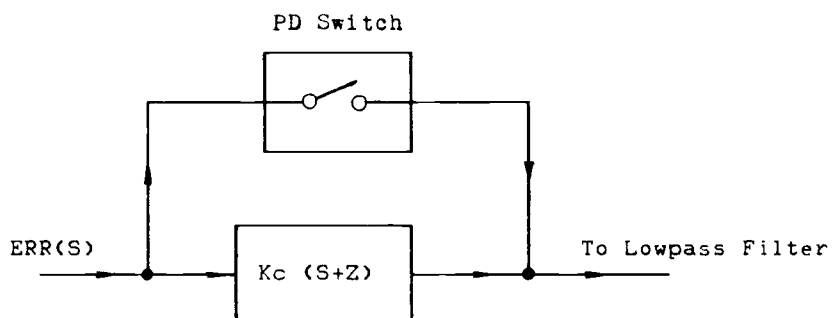 PD Switch
ERR(S)
Kc (S+Z)
To Lowpass Filter